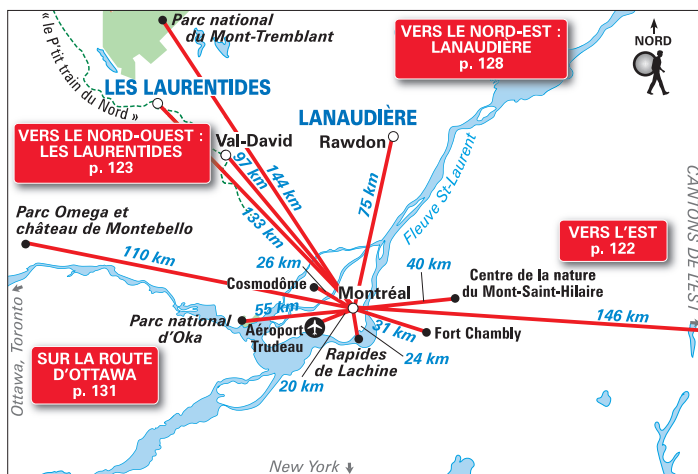 « le P'tit train du Nord »
Parc national
du Mont-Tremblant
VERS LE NORD-EST :
LANAUDIÈRE
p. 128
NORD
LES LAURENTIDES
LANAUDIÈRE
Rawdon
VERS LE NORD-OUEST :
LES LAURENTIDES
p. 123
Val-David
97 km
144 km
133 km
75 km
Fleuve St-Laurent
CANTONS DE L'EST
Parc Omega et
château de Montebello
110 km
VERS L'EST
p. 122
26 km
40 km
Cosmodôme
Montréal
Centre de la nature
du Mont-Saint-Hilaire
146 km
55 km
Parc national
d'Oka
Aéroport
Trudeau
31 km
Fort Chambly
Rapides
de Lachine
24 km
20 km
Ottawa, Toronto
SUR LA ROUTE
D'OTTAWA
p. 131
New York